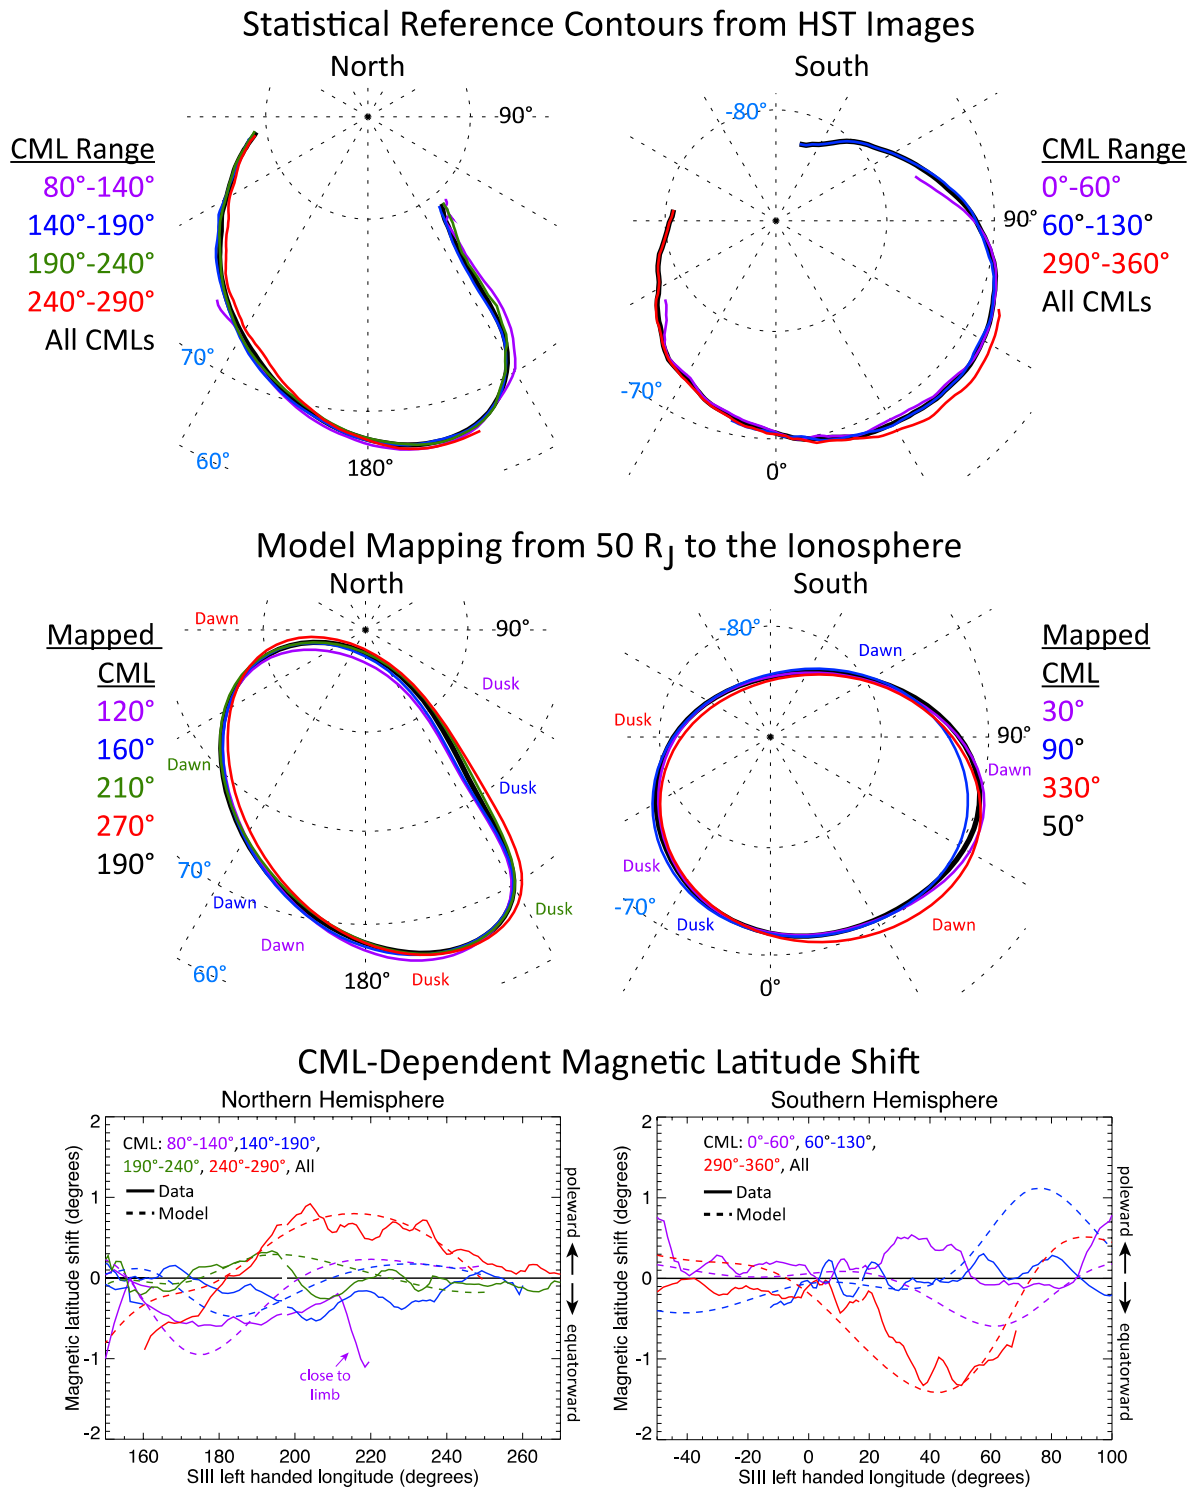 Statistical Reference Contours from HST Images
North
South
90°
-80°
CML Range
80°-140°
140°-190°
190°-240°
240°-290°
All CMLs
70°
60°
180°
CML Range
0°-60°
60°-130°
290°-360°
All CMLs
90°
-70°
0°
Model Mapping from 50 RJ to the Ionosphere
North
South
Mapped
CML
120°
160°
210°
270°
190°
Dawn
90°
Dusk
Dawn
Dusk
70°
Dawn
Dusk
Dawn
60°
180°
Dusk
-80°
Dawn
Dusk
90°
Dawn
Dusk
-70°
Dusk
Dawn
0°
Mapped
CML
30°
90°
330°
50°
CML-Dependent Magnetic Latitude Shift
Northern Hemisphere
Magnetic latitude shift (degrees)
2
1
0
-1
-2
CML: 80°-140°, 140°-190°,
190°-240°, 240°-290°, All
Data
Model
close to
limb
poleward
equatorward
160 180 200 220 240 260
SIII left handed longitude (degrees)
Southern Hemisphere
Magnetic latitude shift (degrees)
2
1
0
-1
-2
CML: 0°-60°, 60°-130°,
290°-360°, All
Data
Model
poleward
equatorward
-40 -20 0 20 40 60 80 100
SIII left handed longitude (degrees)